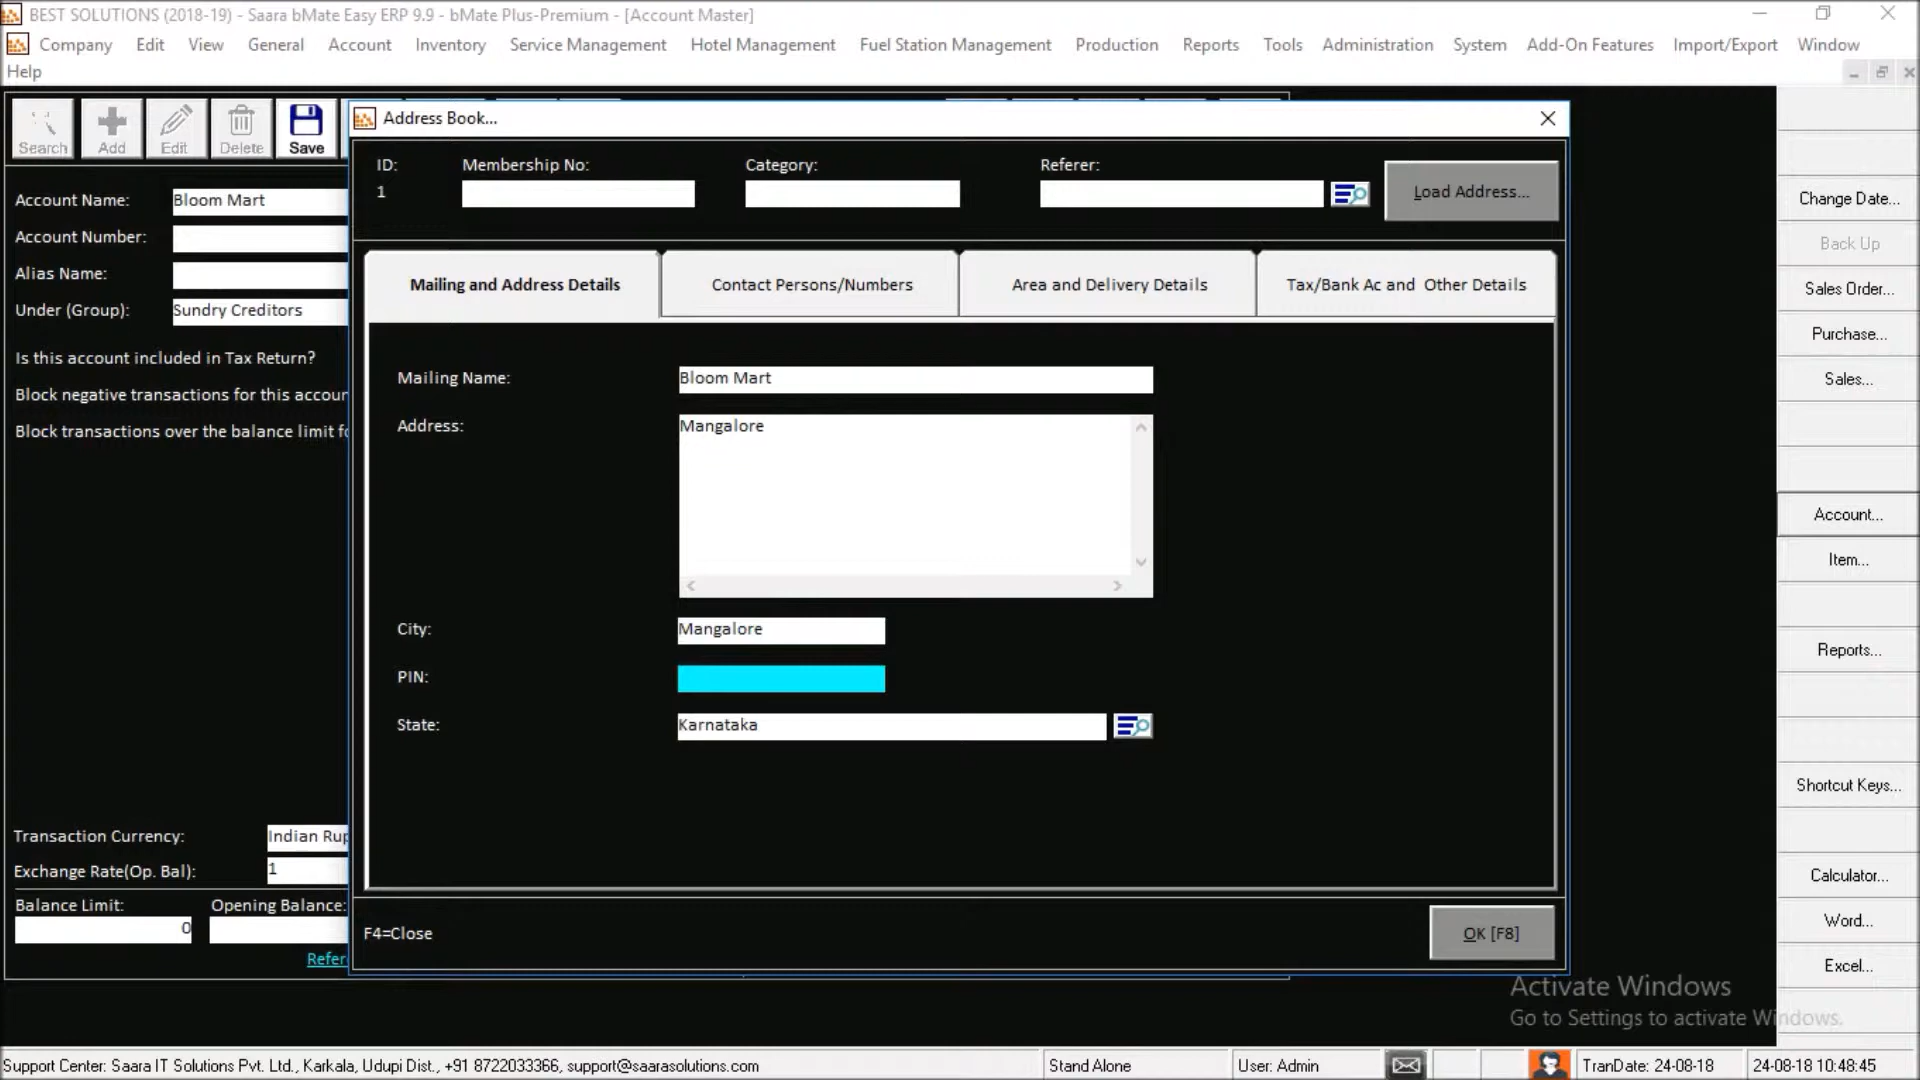 BEST SOLUTIONS (2018-19) - Saara bMate Easy ERP 9.9 - bMate Plus-Premium - [Account Master]
Company Edit View General Account Inventory Service Management Hotel Management Fuel Station Management Production Reports Tools Administration System Add-On Features Import/Export Window
Help
Search Add Edit Delete Save
Account Name: Bloom Mart
Account Number:
Alias Name:
Under (Group): Sundry Creditors
Is this account included in Tax Return?
Block negative transactions for this accoun
Block transactions over the balance limit fo
Transaction Currency: Indian Rup
Exchange Rate(Op. Bal): 1
Balance Limit: Opening Balance:
0
Refer
Address Book...
ID: Membership No: Category: Referer:
1
Load Address...
Mailing and Address Details Contact Persons/Numbers Area and Delivery Details Tax/Bank Ac and Other Details
Mailing Name: Bloom Mart
Address: Mangalore
City: Mangalore
PIN:
State: Karnataka
F4=Close OK [F8]
Change Date...
Back Up
Sales Order...
Purchase...
Sales...
Account...
Item...
Reports...
Shortcut Keys...
Calculator...
Word...
Excel...
Activate Windows
Go to Settings to activate Windows.
Support Center: Saara IT Solutions Pvt. Ltd., Karkala, Udupi Dist., +91 8722033366, support@saarasolutions.com Stand Alone User: Admin TranDate: 24-08-18 24-08-18 10:48:45